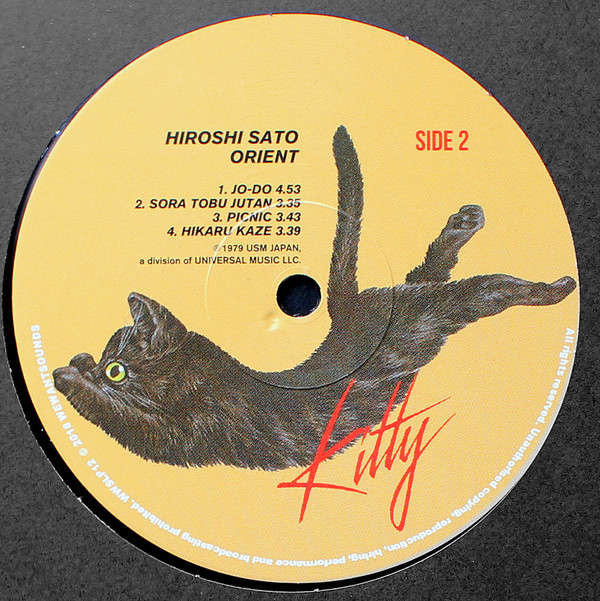 HIROSHI SATO
ORIENT
SIDE 2
1. JO-DO 4.53
2. SORA TOBU JUTAN 3.35
3. PICNIC 3.43
4. HIKARU KAZE 3.39
℗1979 USM JAPAN,
a division of UNIVERSAL MUSIC LLC.
Kitty
All rights reserved. Unauthorised copying, reproduction, hiring, performance and broadcasting prohibited. WWSLP12 © 2018 WEWANTSOUNDS